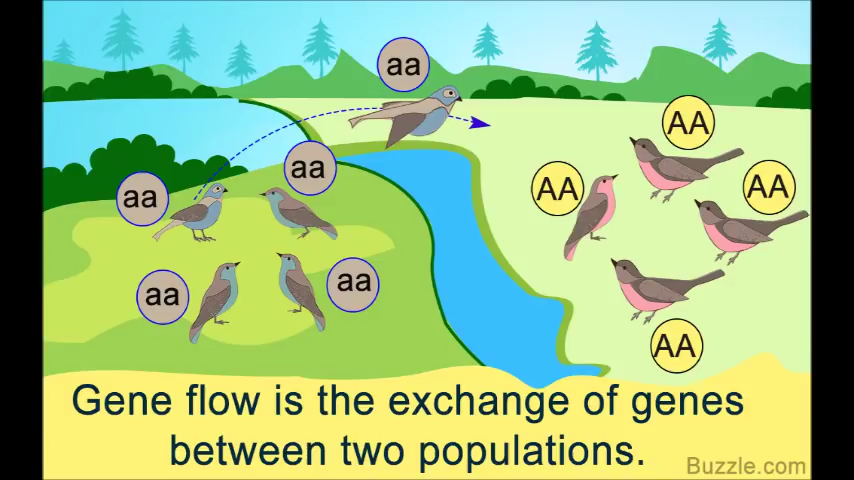 aa
aa
aa
aa
aa
AA
AA
AA
AA
Gene flow is the exchange of genes
between two populations.
Buzzle.com